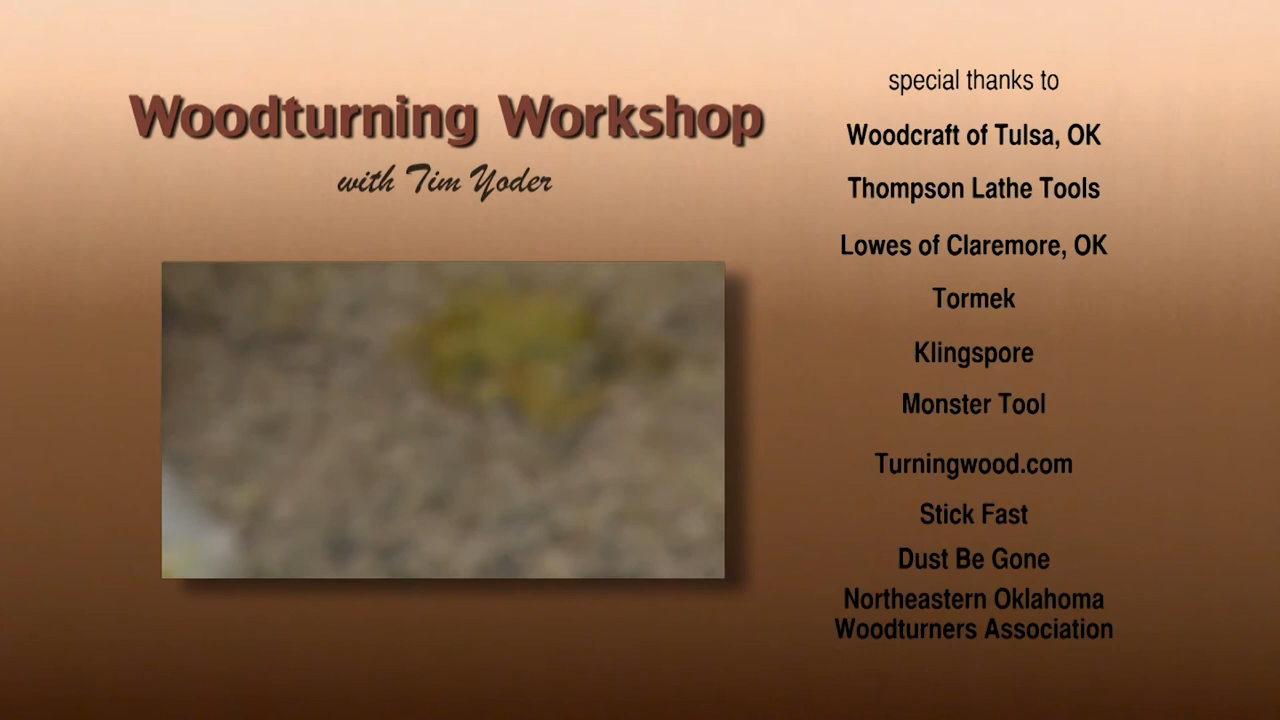 Woodturning Workshop
with Tim Yoder
special thanks to
Woodcraft of Tulsa, OK
Thompson Lathe Tools
Lowes of Claremore, OK
Tormek
Klingspore
Monster Tool
Turningwood.com
Stick Fast
Dust Be Gone
Northeastern Oklahoma
Woodturners Association